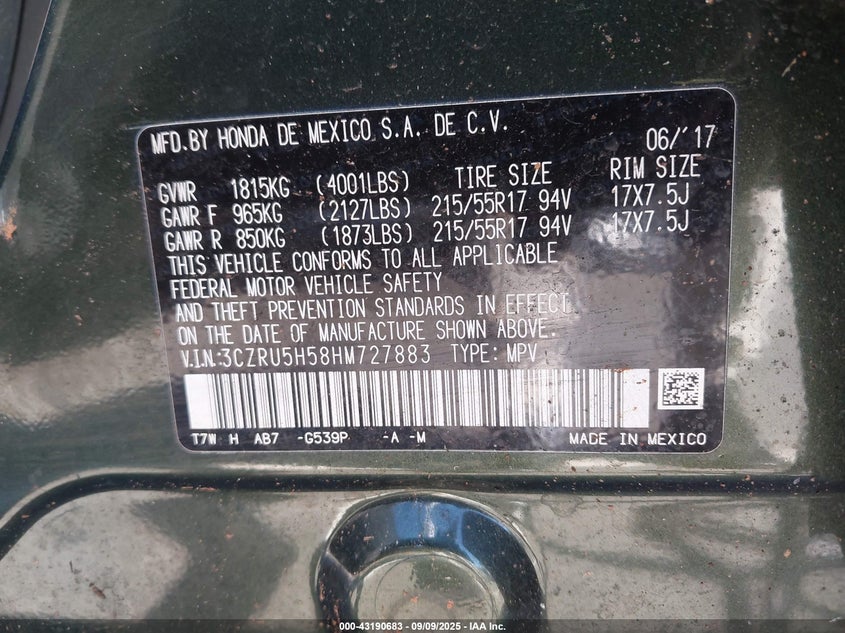 MFD.BY HONDA DE MEXICO S.A. DE C.V. 06/'17
GVWR 1815KG (4001LBS) TIRE SIZE RIM SIZE
GAWR F 965KG (2127LBS) 215/55R17 94V 17X7.5J
GAWR R 850KG (1873LBS) 215/55R17 94V 17X7.5J
THIS VEHICLE CONFORMS TO ALL APPLICABLE
FEDERAL MOTOR VEHICLE SAFETY
AND THEFT PREVENTION STANDARDS IN EFFECT
ON THE DATE OF MANUFACTURE SHOWN ABOVE.
V.I.N.:3CZRU5H58HM727883 TYPE: MPV
T7W H AB7 -G539P -A -M MADE IN MEXICO
000-43190683 - 09/09/2025 - IAA Inc.